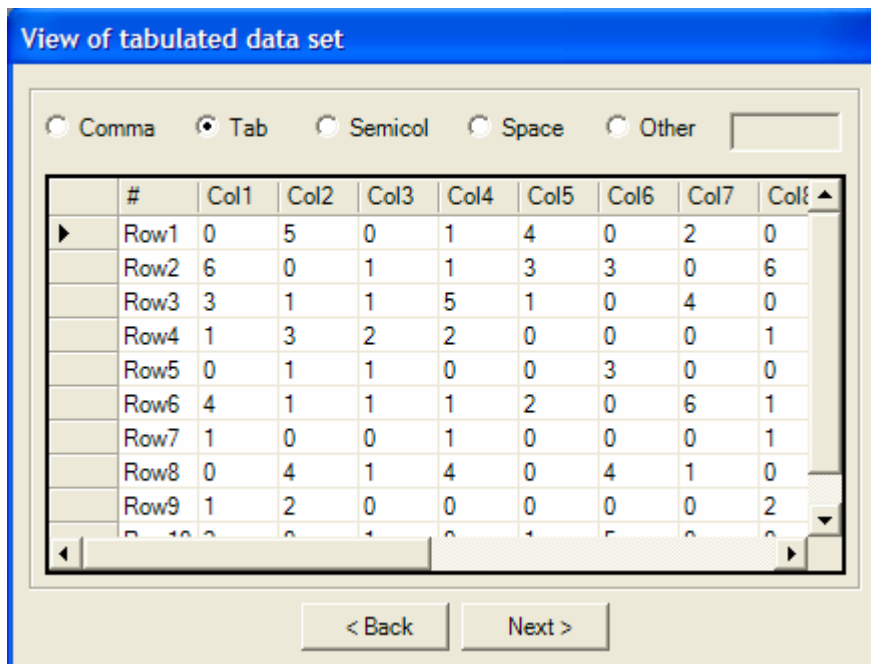 View of tabulated data set
Comma Tab Semicol Space Other
# Col1 Col2 Col3 Col4 Col5 Col6 Col7
Row1 0 5 0 1 4 0 2 0
Row2 6 0 1 1 3 3 0 6
Row3 3 1 1 5 1 0 4 0
Row4 1 3 2 2 0 0 0 1
Row5 0 1 1 0 0 3 0 0
Row6 4 1 1 1 2 0 6 1
Row7 1 0 0 1 0 0 0 1
Row8 0 4 1 4 0 4 1 0
Row9 1 2 0 0 0 0 0 2
< Back Next >